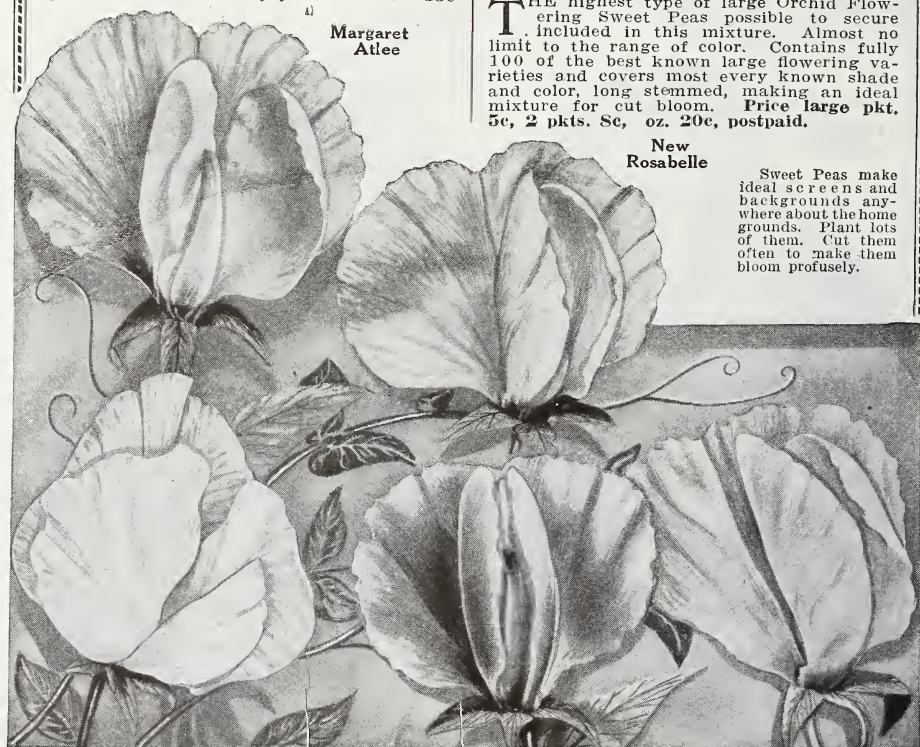 Margaret
Atlee
THE highest type of large Orchid Flow-
ering Sweet Peas possible to secure
included in this mixture. Almost no
limit to the range of color. Contains fully
100 of the best known large flowering va-
rieties and covers most every known shade
and color, long stemmed, making an ideal
mixture for cut bloom. Price large pkt.
5c, 2 pkts. 8c, oz. 20c, postpaid.
New
Rosabelle
Sweet Peas make
ideal screens and
backgrounds any-
where about the home
grounds. Plant lots
of them. Cut them
often to make them
bloom profusely.